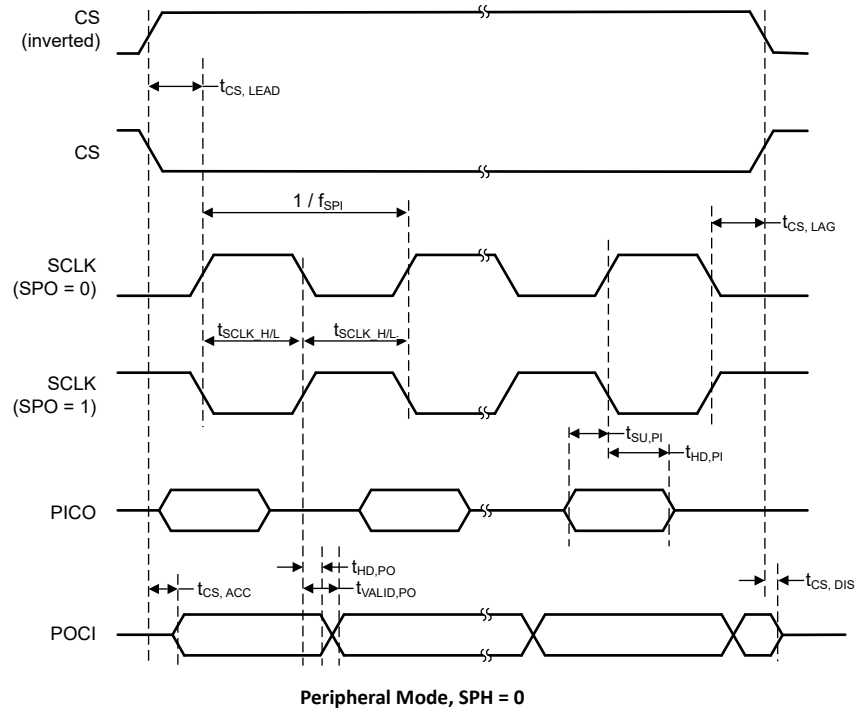 CS
(inverted)
tCS, LEAD
CS
1 / fSPI
tCS, LAG
SCLK
(SPO = 0)
tSCLK_H/L
tSCLK_H/L
SCLK
(SPO = 1)
tSU,PI
tHD,PI
PICO
tHD,PO
tCS, ACC
tVALID,PO
tCS, DIS
POCI
Peripheral Mode, SPH = 0